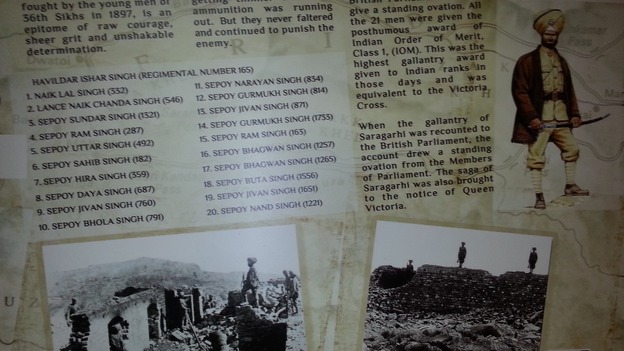 fought by the young men of
36th Sikhs in 1897, is an
epitome of raw courage,
sheer grit and unshakable
determination.
ammunition was running
out. But they never faltered
and continued to punish the
enemy.
HAVILDAR ISHAR SINGH (REGIMENTAL NUMBER 165)
1. NAIK LAL SINGH (332)
2. LANCE NAIK CHANDA SINGH (546)
3. SEPOY SUNDAR SINGH (1321)
4. SEPOY RAM SINGH (287)
5. SEPOY UTTAR SINGH (492)
6. SEPOY SAHIB SINGH (182)
7. SEPOY HIRA SINGH (359)
8. SEPOY DAYA SINGH (687)
9. SEPOY JIVAN SINGH (760)
10. SEPOY BHOLA SINGH (791)
11. SEPOY NARAYAN SINGH (834)
12. SEPOY GURMUKH SINGH (814)
13. SEPOY JIVAN SINGH (871)
14. SEPOY GURMUKH SINGH (1733)
15. SEPOY RAM SINGH (163)
16. SEPOY BHAGWAN SINGH (1257)
17. SEPOY BHAGWAN SINGH (1265)
18. SEPOY BUTA SINGH (1556)
19. SEPOY JIVAN SINGH (1651)
20. SEPOY NAND SINGH (1221)
give a standing ovation. All
the 21 men were given the
posthumous award of
Indian Order of Merit,
Class 1, (IOM). This was the
highest gallantry award
given to Indian ranks in
those days and was
equivalent to the Victoria
Cross.
When the gallantry of
Saragarhi was recounted to
the British Parliament, the
account drew a standing
ovation from the Members
of Parliament. The saga of
Saragarhi was also brought
to the notice of Queen
Victoria.